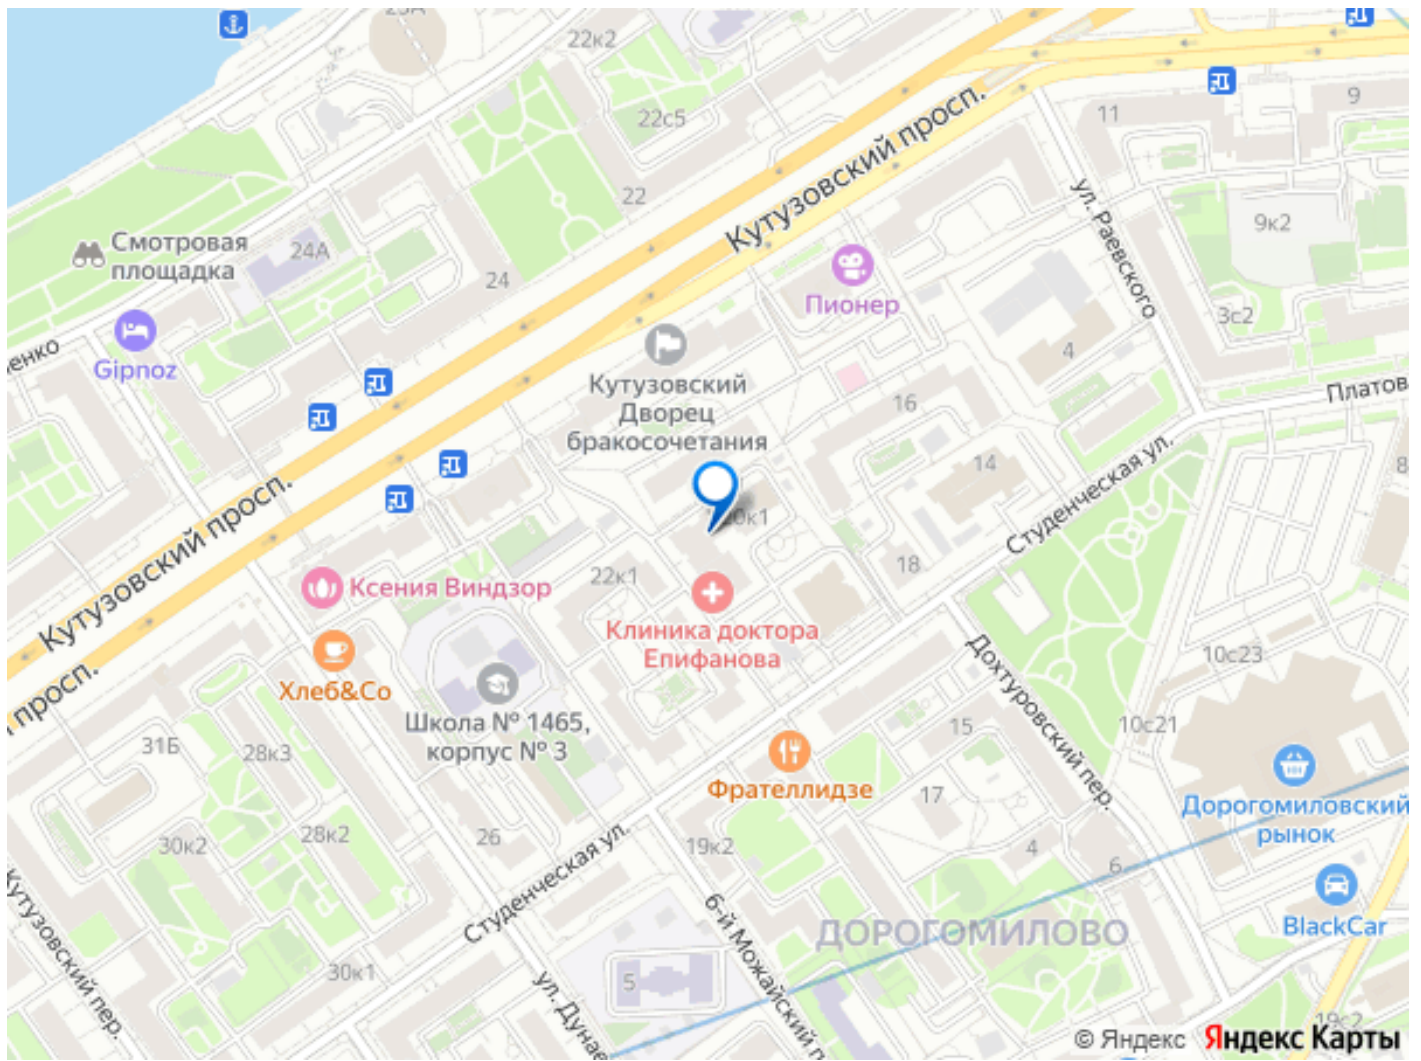 23А
22к2
11
9
22с5
Кутузовский просп.
22
ул. Раевского
9к2
Смотровая
площадка
24А
24
Пионер
3с2
4
Gipnoz
енко
Кутузовский
Дворец
бракосочетания
16
Платов
14
8
Студенческая ул.
Кутузовский просп.
20к1
18
22к1
Ксения Виндзор
Клиника доктора
Епифанова
Хлеб&Co
просп.
Дохтуровский пер.
10с23
10с21
Школа № 1465,
корпус № 3
31Б
28к3
15
Фрателлидзе
17
Дорогомиловский
рынок
30к2
28к2
26
19к2
4
6
Студенческая ул.
Кутузовский пер.
6-й Можайский п
ДОРОГОМИЛОВО
BlackCar
30к1
5
ул. Дунае
19с2
© Яндекс Яндекс Карты